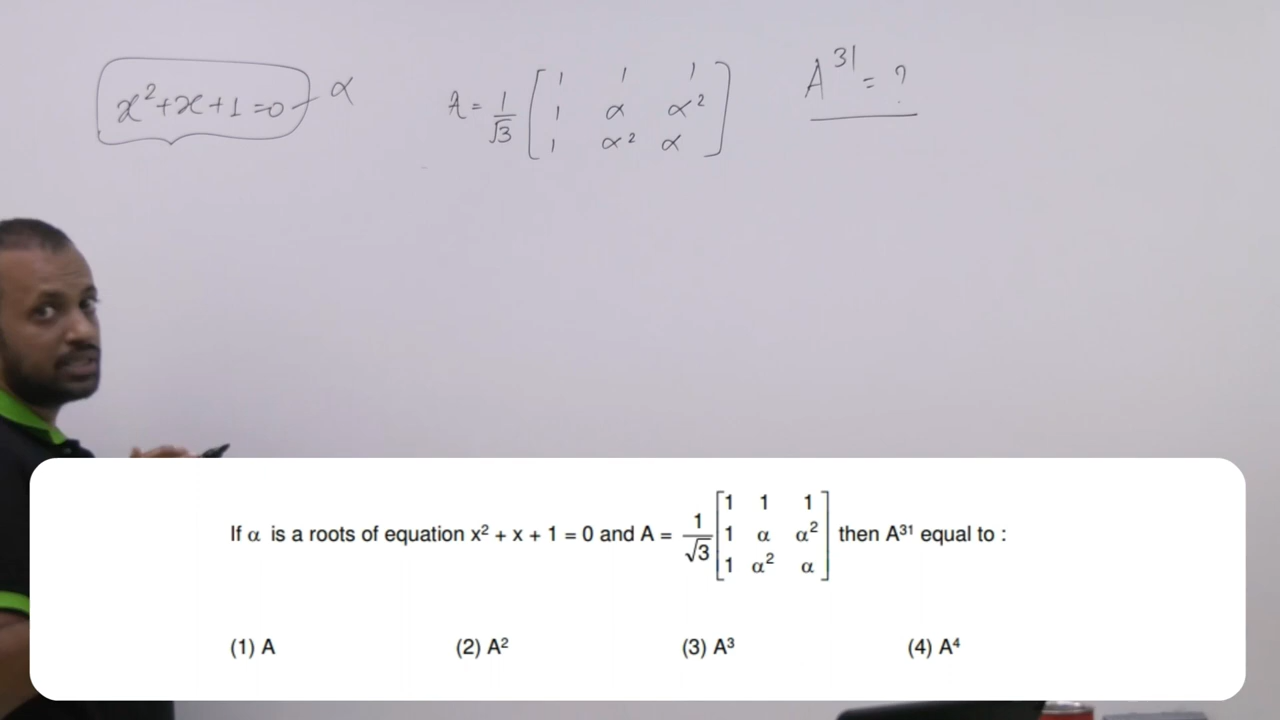 x²+x+1=0 α A = 1/√3 [1 1 1 A³¹ = ?
1 α α²
1 α² α]
If α is a roots of equation x² + x + 1 = 0 and A = 1/√3 [1 1 1
1 α α²
1 α² α] then A³¹ equal to :
(1) A (2) A² (3) A³ (4) A⁴